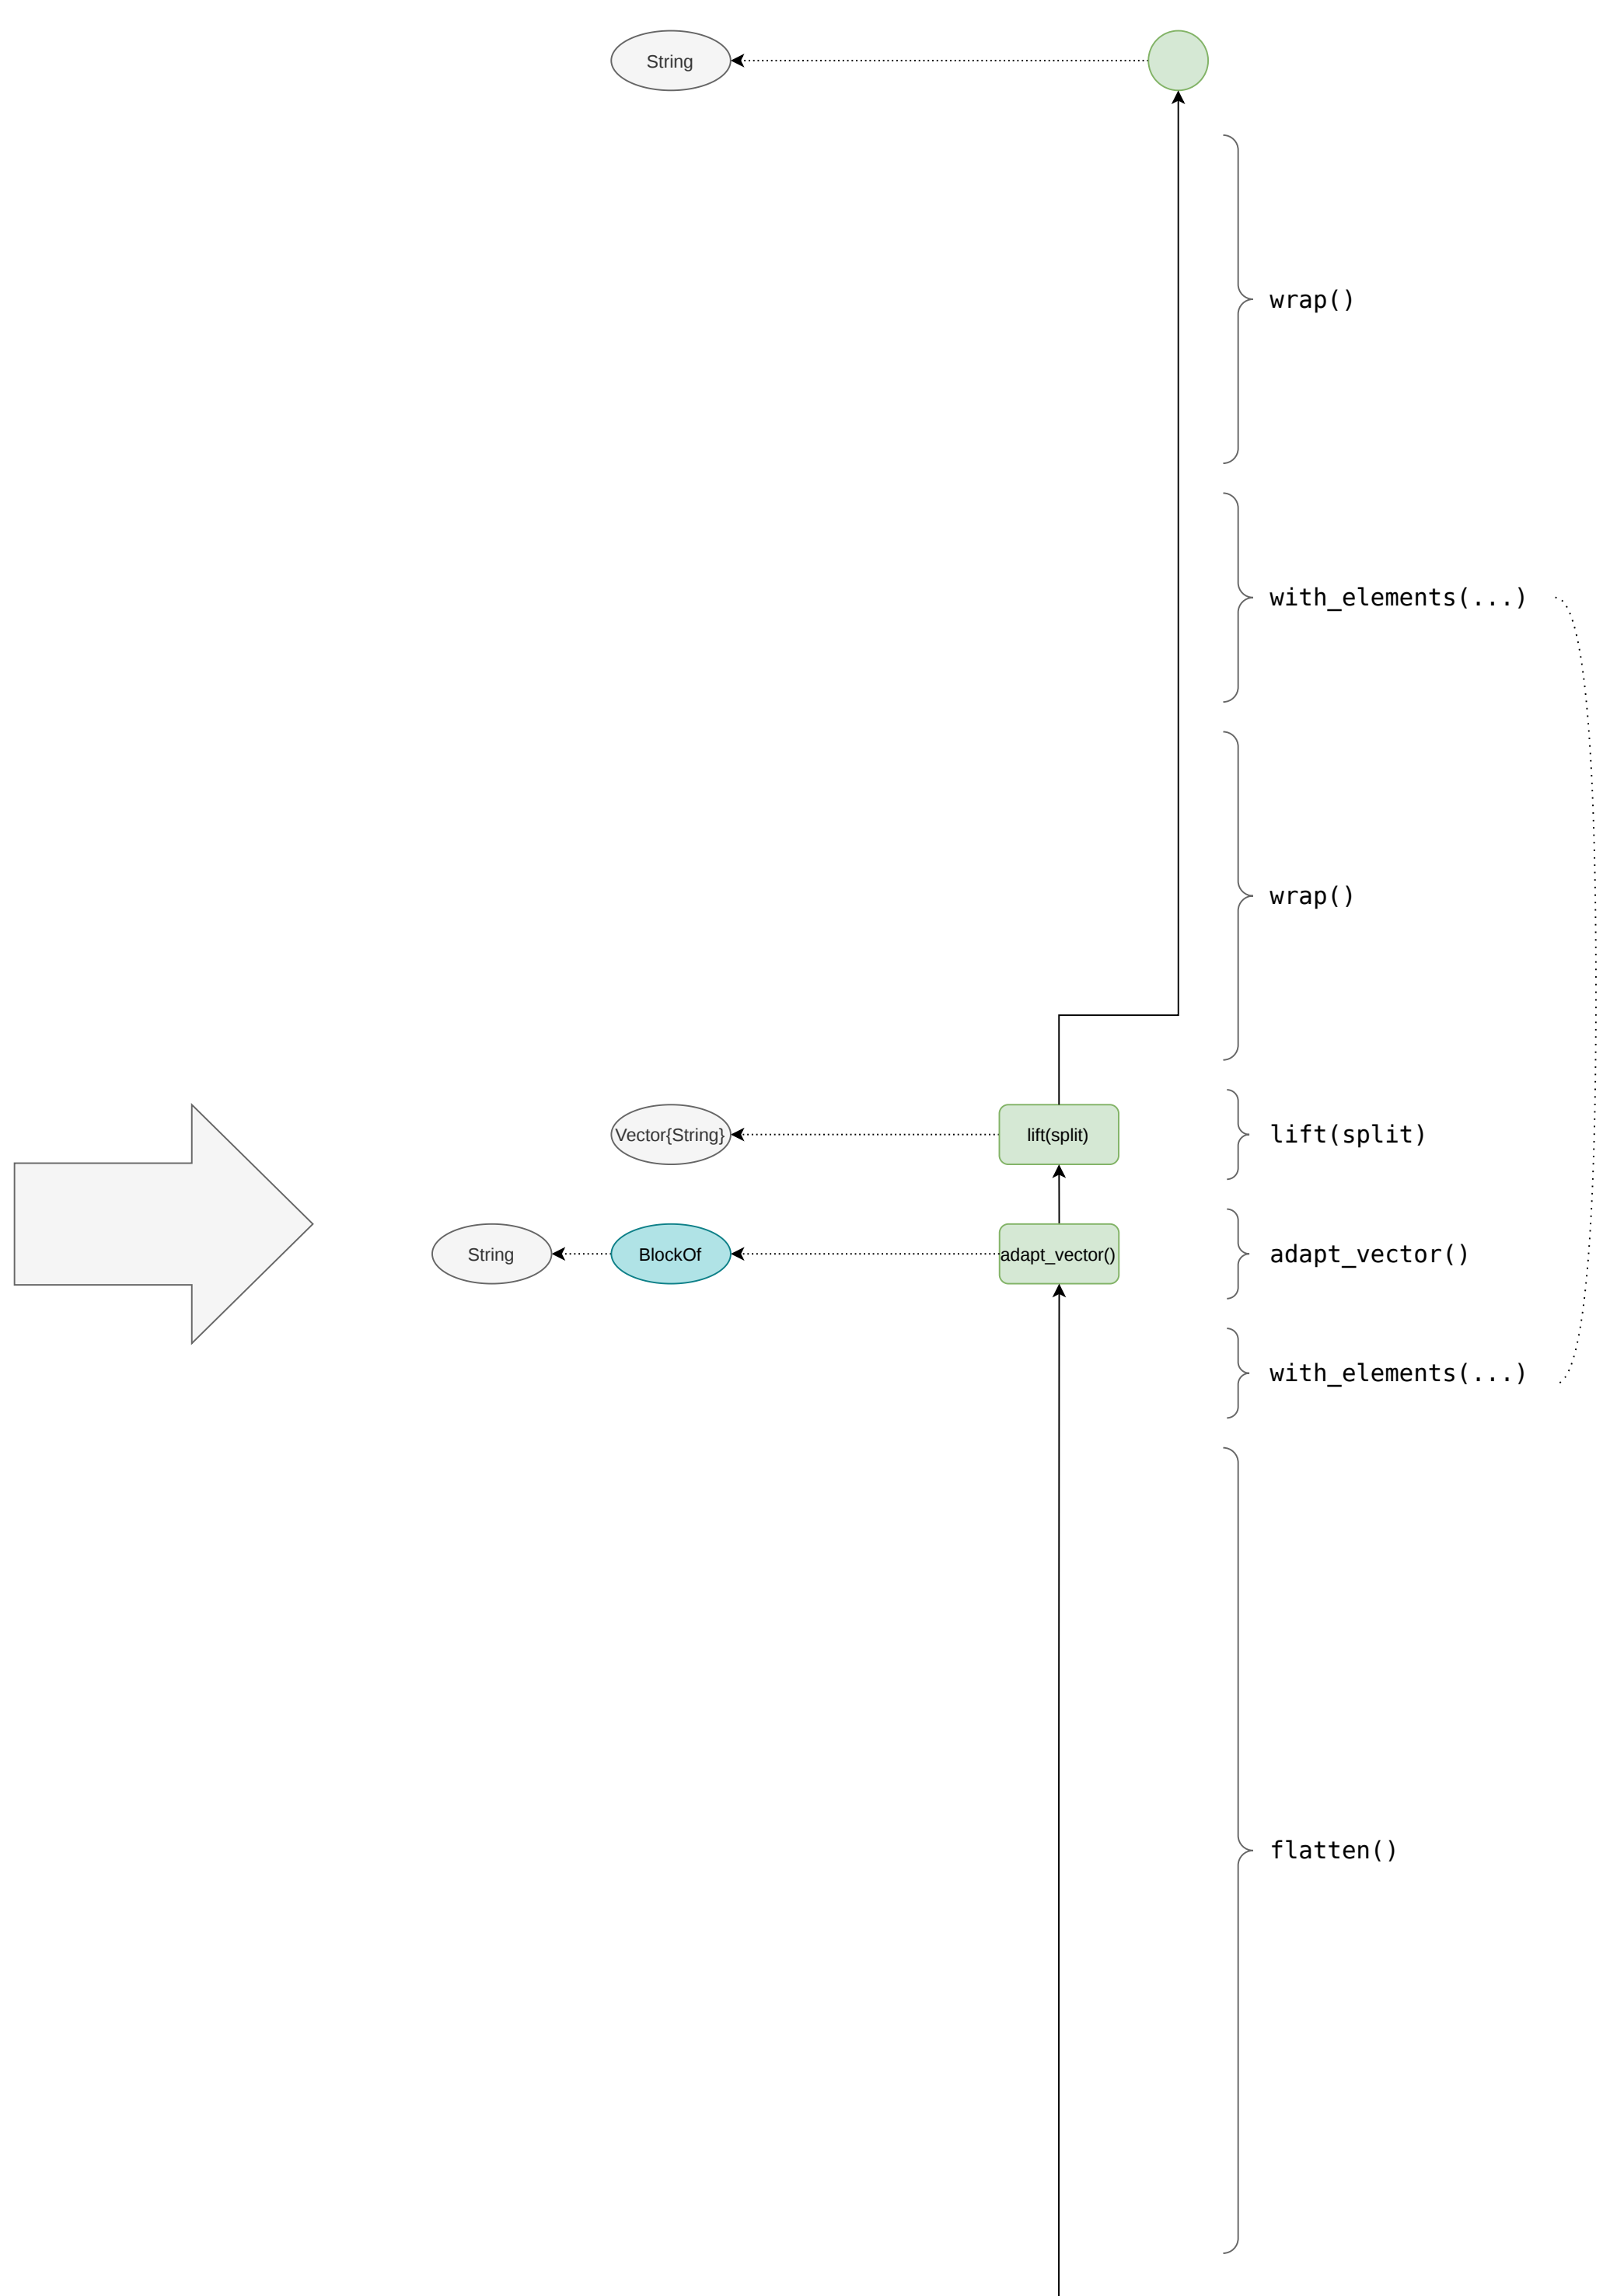 String
wrap()
with_elements(...)
wrap()
Vector{String}
lift(split)
lift(split)
String
BlockOf
adapt_vector()
adapt_vector()
with_elements(...)
flatten()